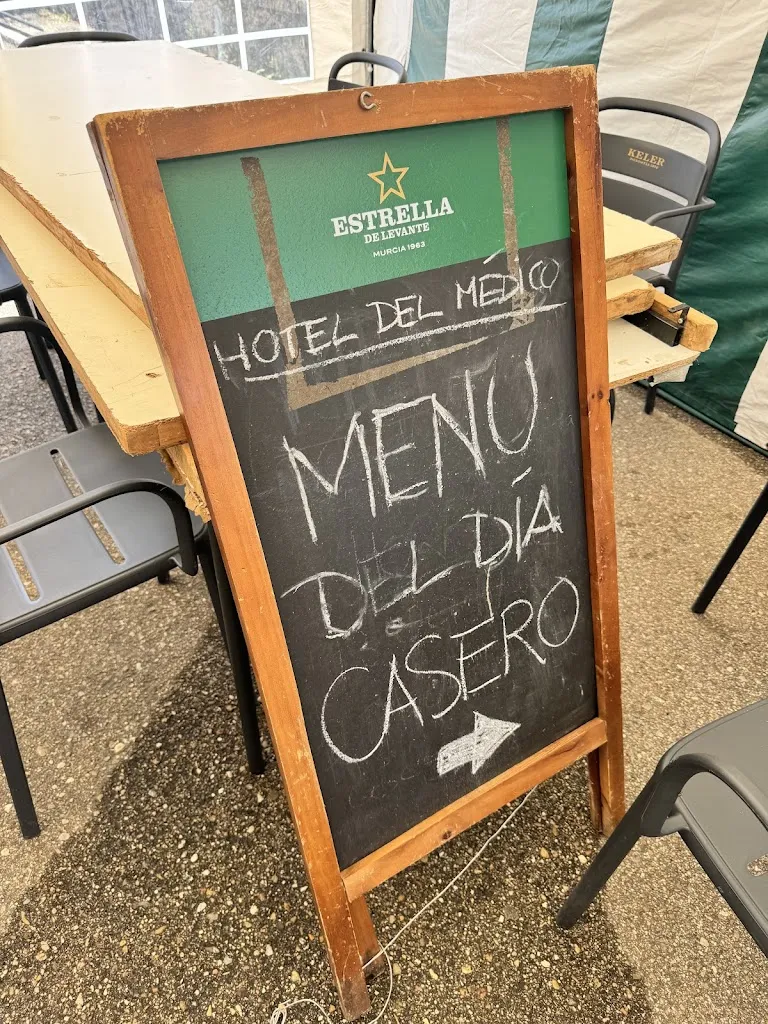 KELER
ESTRELLA
DE LEVANTE
MURCIA 1963
HOTEL DEL MÉDICO
MENU
DEL DÍA
CASERO